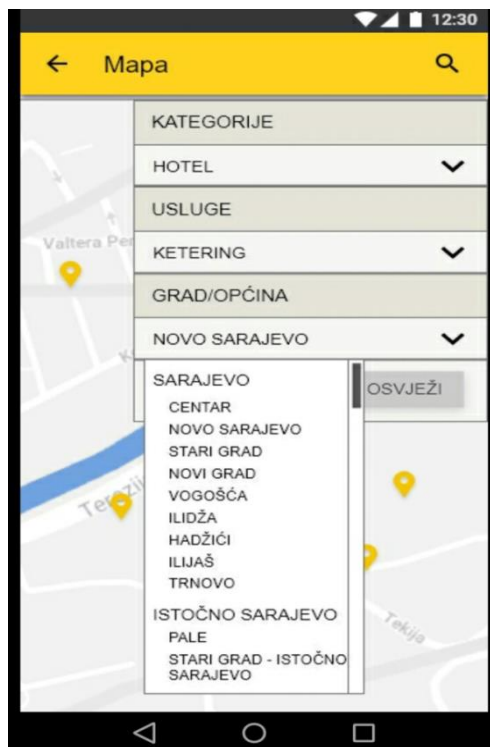 12:30
Mapa
KATEGORIJE
HOTEL
USLUGE
Valtera Per
KETERING
GRAD/OPĆINA
NOVO SARAJEVO
OSVJEŽI
SARAJEVO
CENTAR
NOVO SARAJEVO
STARI GRAD
NOVI GRAD
VOGOŠĆA
ILIDŽA
HADŽIĆI
ILIJAŠ
TRNOVO
ISTOČNO SARAJEVO
PALE
STARI GRAD - ISTOČNO
SARAJEVO
Tekija